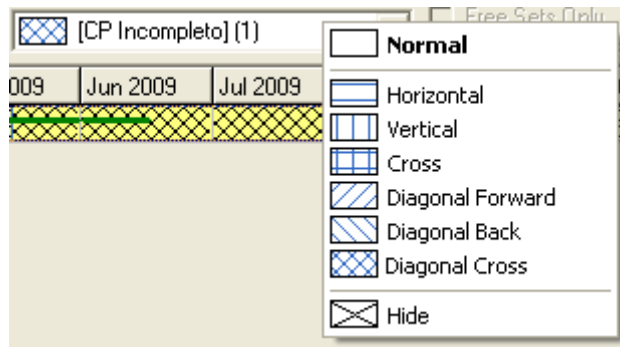 [CP Incompleto] (1)
Free Sets Only
Normal
009 Jun 2009 Jul 2009
Horizontal
Vertical
Cross
Diagonal Forward
Diagonal Back
Diagonal Cross
Hide